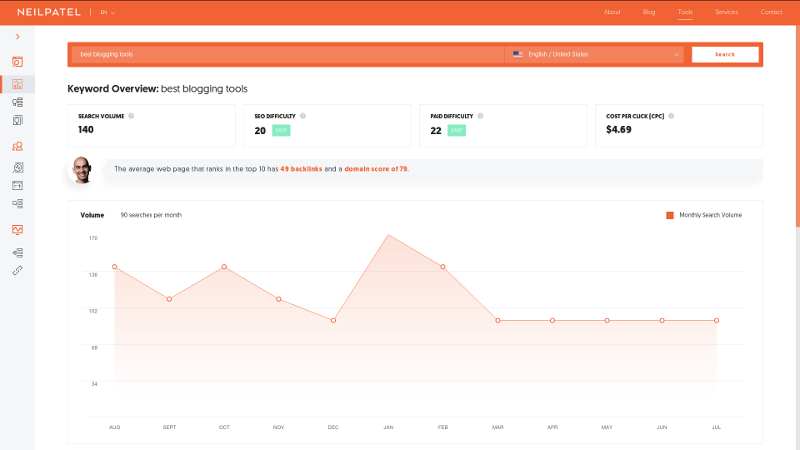 NEILPATEL EN About Blog Tools Services Contact
best blogging tools English / United States Search
Keyword Overview: best blogging tools
SEARCH VOLUME SEO DIFFICULTY PAID DIFFICULTY COST PER CLICK (CPC)
140 20 EASY 22 EASY $4.69
The average web page that ranks in the top 10 has 49 backlinks and a domain score of 79.
Volume 90 searches per month Monthly Search Volume
170
136
102
68
34
AUG SEPT OCT NOV DEC JAN FEB MAR APR MAY JUN JUL